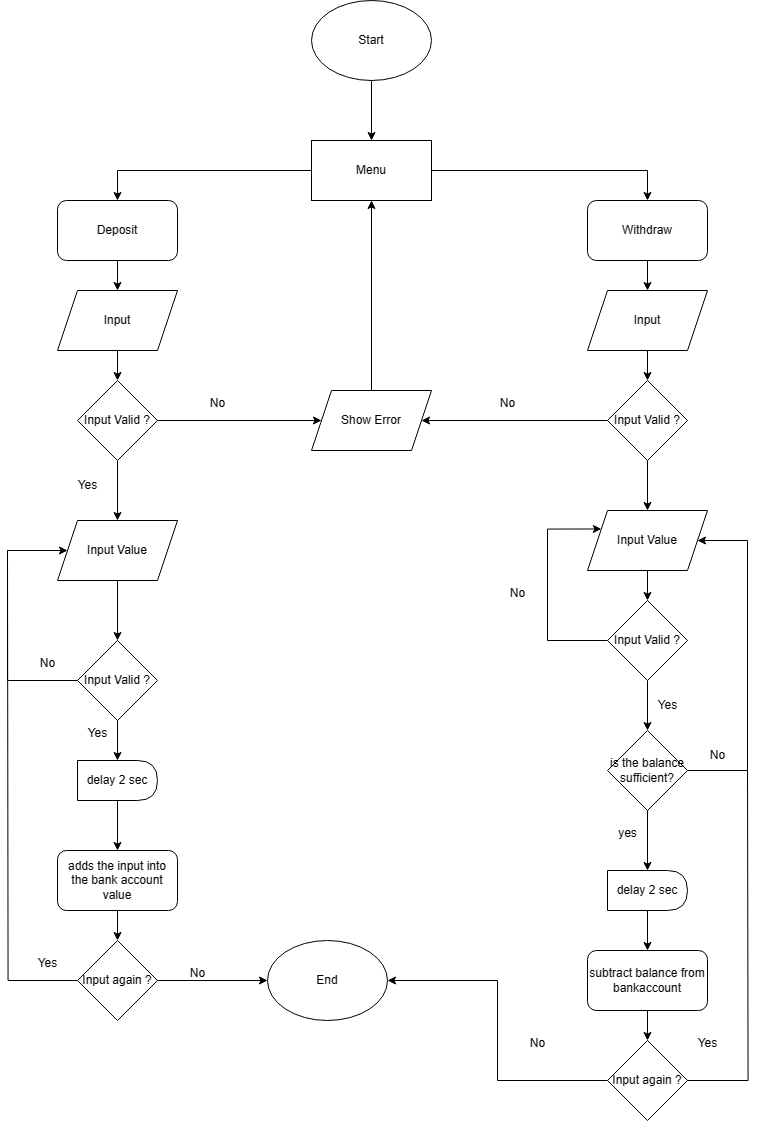 Start
Menu
Deposit
Withdraw
Input
Input
Input Valid ?
No
Show Error
No
Input Valid ?
Yes
Input Value
Input Value
No
Input Valid ?
No
Input Valid ?
Yes
Yes
is the balance
sufficient?
No
delay 2 sec
yes
adds the input into
the bank account
value
delay 2 sec
Yes
Input again ?
No
End
subtract balance from
bankaccount
No
Yes
Input again ?